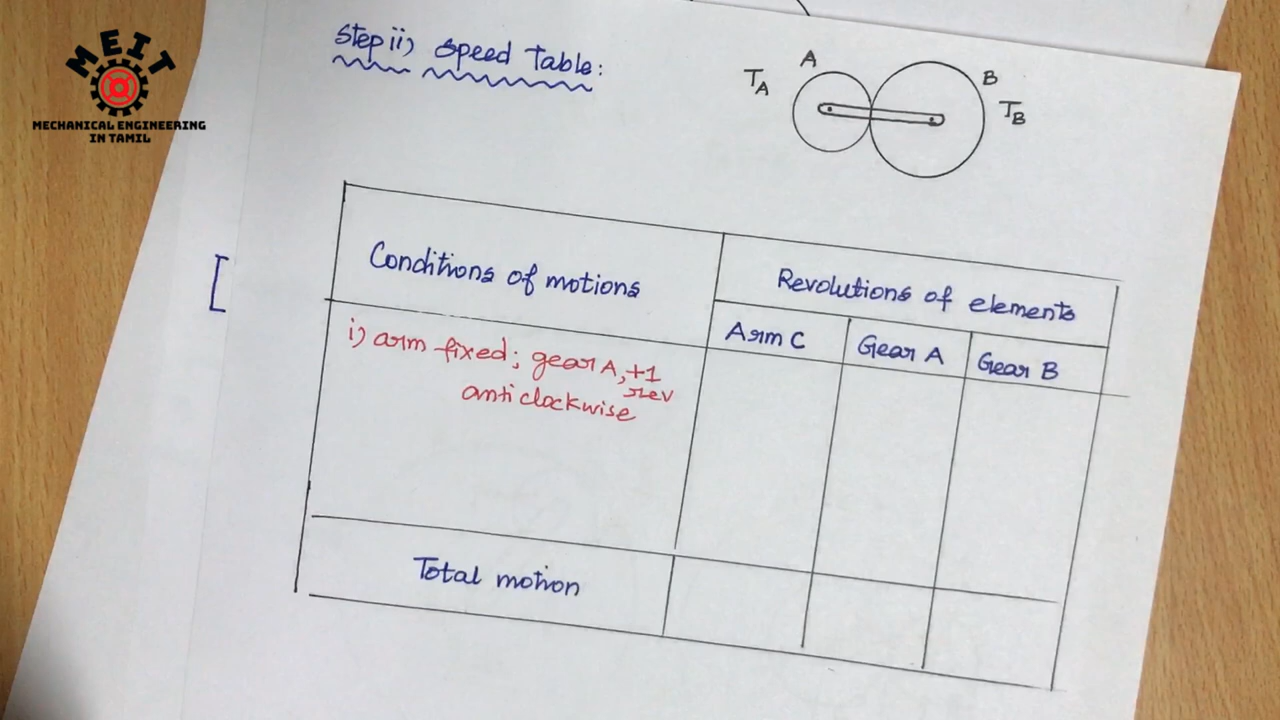 MEIT
MECHANICAL ENGINEERING
IN TAMIL
Step ii) Speed Table:
A
B
TA
TB
Conditions of motions
Revolutions of elements
Arm C
Gear A
Gear B
i) arm fixed; gear A, +1
rev
anticlockwise
Total motion